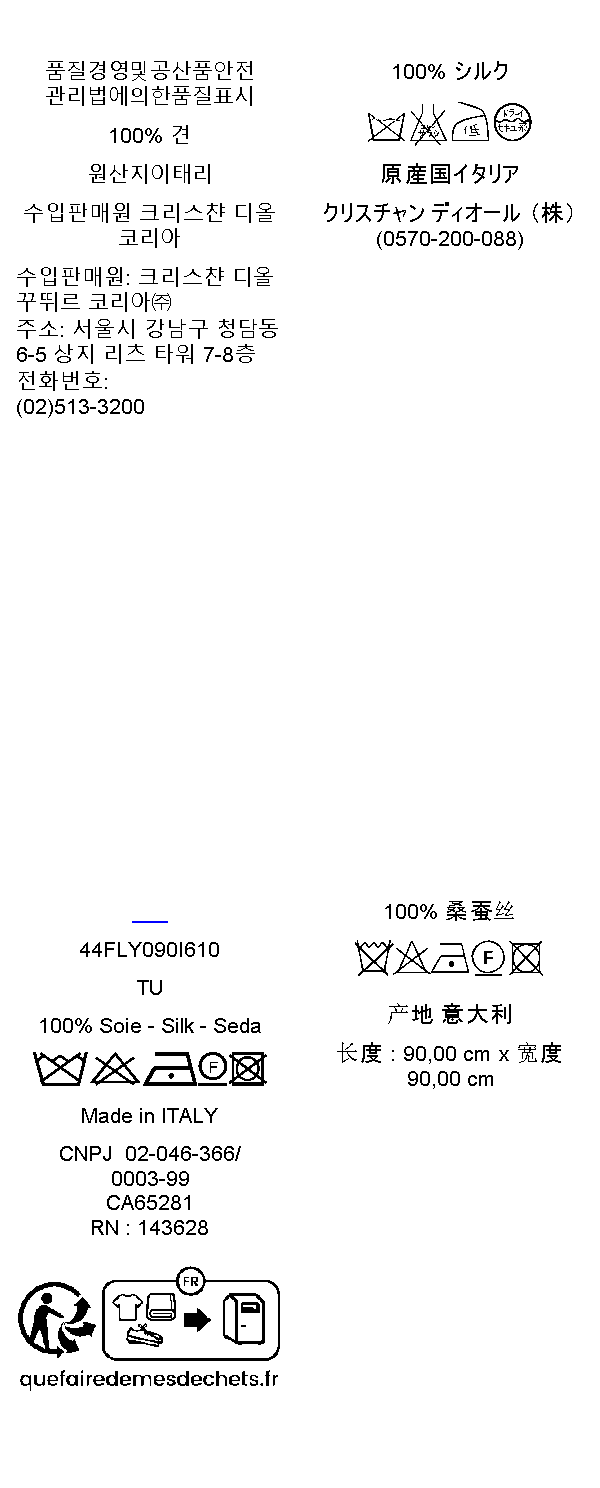 품질경영및공산품안전
관리법에의한품질표시
100% 견
원산지이태리
수입판매원 크리스챤 디올
코리아
수입판매원: 크리스챤 디올
꾸뛰르 코리아㈜
주소: 서울시 강남구 청담동
6-5 상지 리츠 타워 7-8층
전화번호:
(02)513-3200
100% シルク
ドライ
セキユ系
低
原産国イタリア
クリスチャン ディオール（株）
(0570-200-088)
44FLY090I610
TU
100% Soie - Silk - Seda
F
Made in ITALY
CNPJ 02-046-366/
0003-99
CA65281
RN : 143628
FR
quefairedemesdechets.fr
100% 桑蚕丝
F
产地 意大利
长度 : 90,00 cm x 宽度
90,00 cm